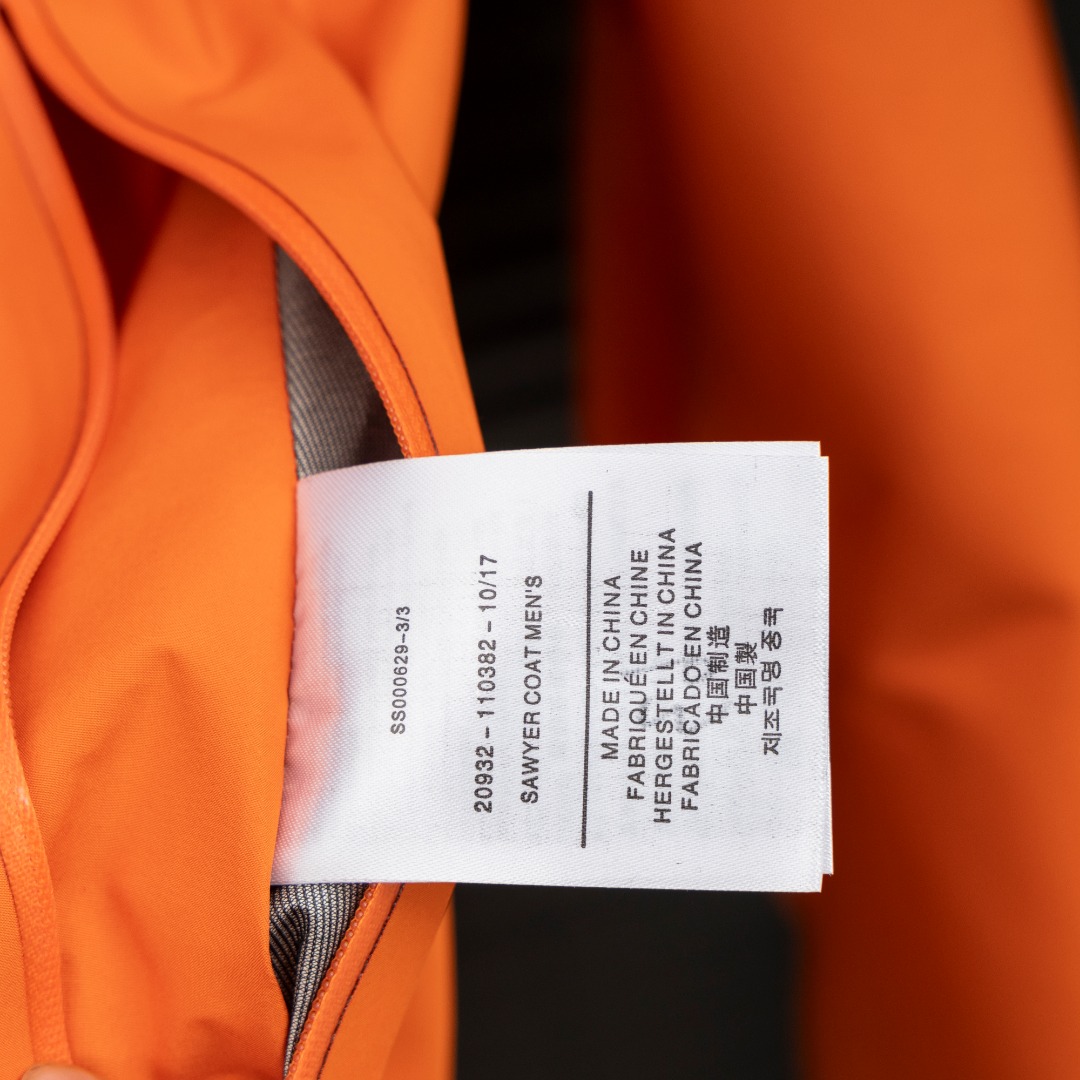 SS000629-3/3
20932 - 110382 - 10/17
SAWYER COAT MEN'S
MADE IN CHINA
FABRIQUÉ EN CHINE
HERGESTELLT IN CHINA
FABRICADO EN CHINA
中国制造
中国製
제조국명 중국